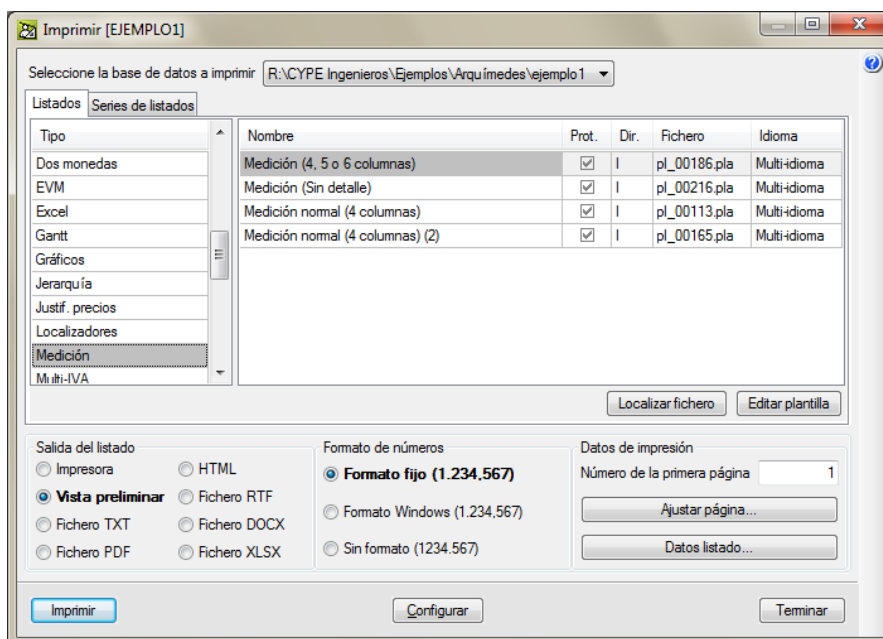 Imprimir [EJEMPLO1]
Seleccione la base de datos a imprimir R:\CYPE Ingenieros\Ejemplos\Arquímedes\ejemplo1
Listados Series de listados
Tipo
Dos monedas
EVM
Excel
Gantt
Gráficos
Jerarquía
Justif. precios
Localizadores
Medición
Multi-IVA
Nombre Prot. Dir. Fichero Idioma
Medición (4, 5 o 6 columnas) I pl_00186.pla Multi-idioma
Medición (Sin detalle) I pl_00216.pla Multi-idioma
Medición normal (4 columnas) I pl_00113.pla Multi-idioma
Medición normal (4 columnas) (2) I pl_00165.pla Multi-idioma
Localizar fichero Editar plantilla
Salida del listado
Impresora HTML
Vista preliminar Fichero RTF
Fichero TXT Fichero DOCX
Fichero PDF Fichero XLSX
Formato de números
Formato fijo (1.234,567)
Formato Windows (1.234,567)
Sin formato (1234.567)
Datos de impresión
Número de la primera página 1
Ajustar página...
Datos listado...
Imprimir Configurar Terminar